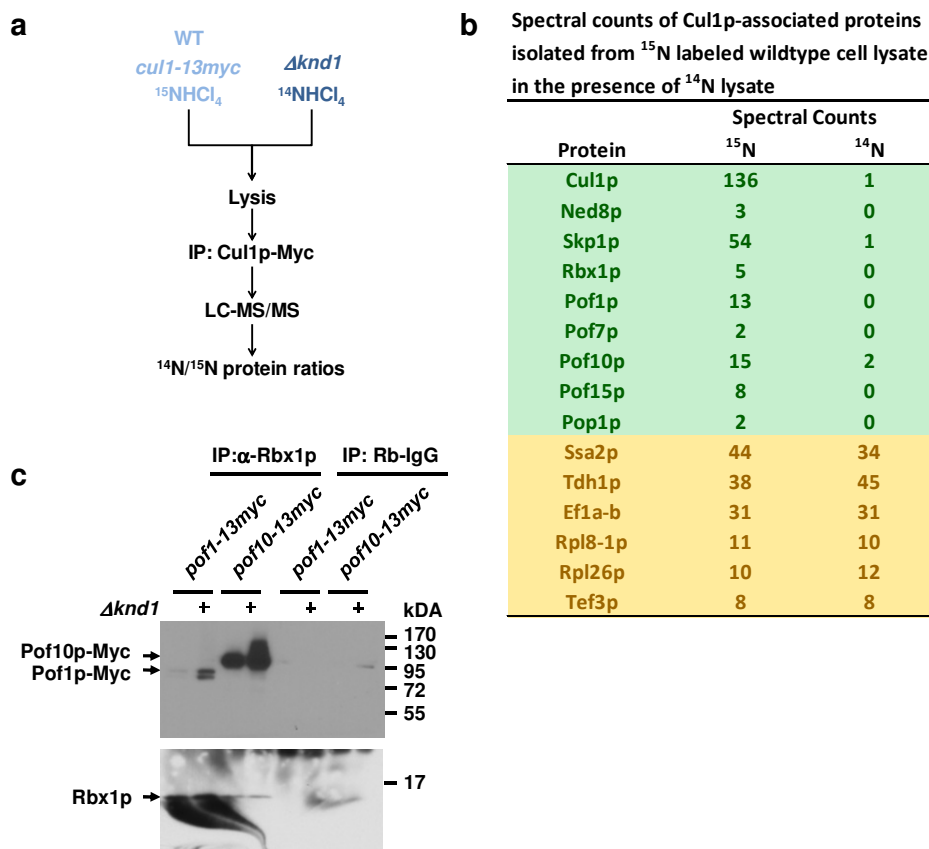 a
WT
cul1-13myc
¹⁵NHCl₄
Δknd1
¹⁴NHCl₄
Lysis
IP: Cul1p-Myc
LC-MS/MS
¹⁴N/¹⁵N protein ratios
b
Spectral counts of Cul1p-associated proteins
isolated from ¹⁵N labeled wildtype cell lysate
in the presence of ¹⁴N lysate
Spectral Counts
Protein ¹⁵N ¹⁴N
Cul1p 136 1
Ned8p 3 0
Skp1p 54 1
Rbx1p 5 0
Pof1p 13 0
Pof7p 2 0
Pof10p 15 2
Pof15p 8 0
Pop1p 2 0
Ssa2p 44 34
Tdh1p 38 45
Ef1a-b 31 31
Rpl8-1p 11 10
Rpl26p 10 12
Tef3p 8 8
c
IP:α-Rbx1p IP: Rb-IgG
pof1-13myc pof10-13myc pof1-13myc pof10-13myc
Δknd1 + + + + kDA
Pof10p-Myc
Pof1p-Myc
170
130
95
72
55
Rbx1p
17